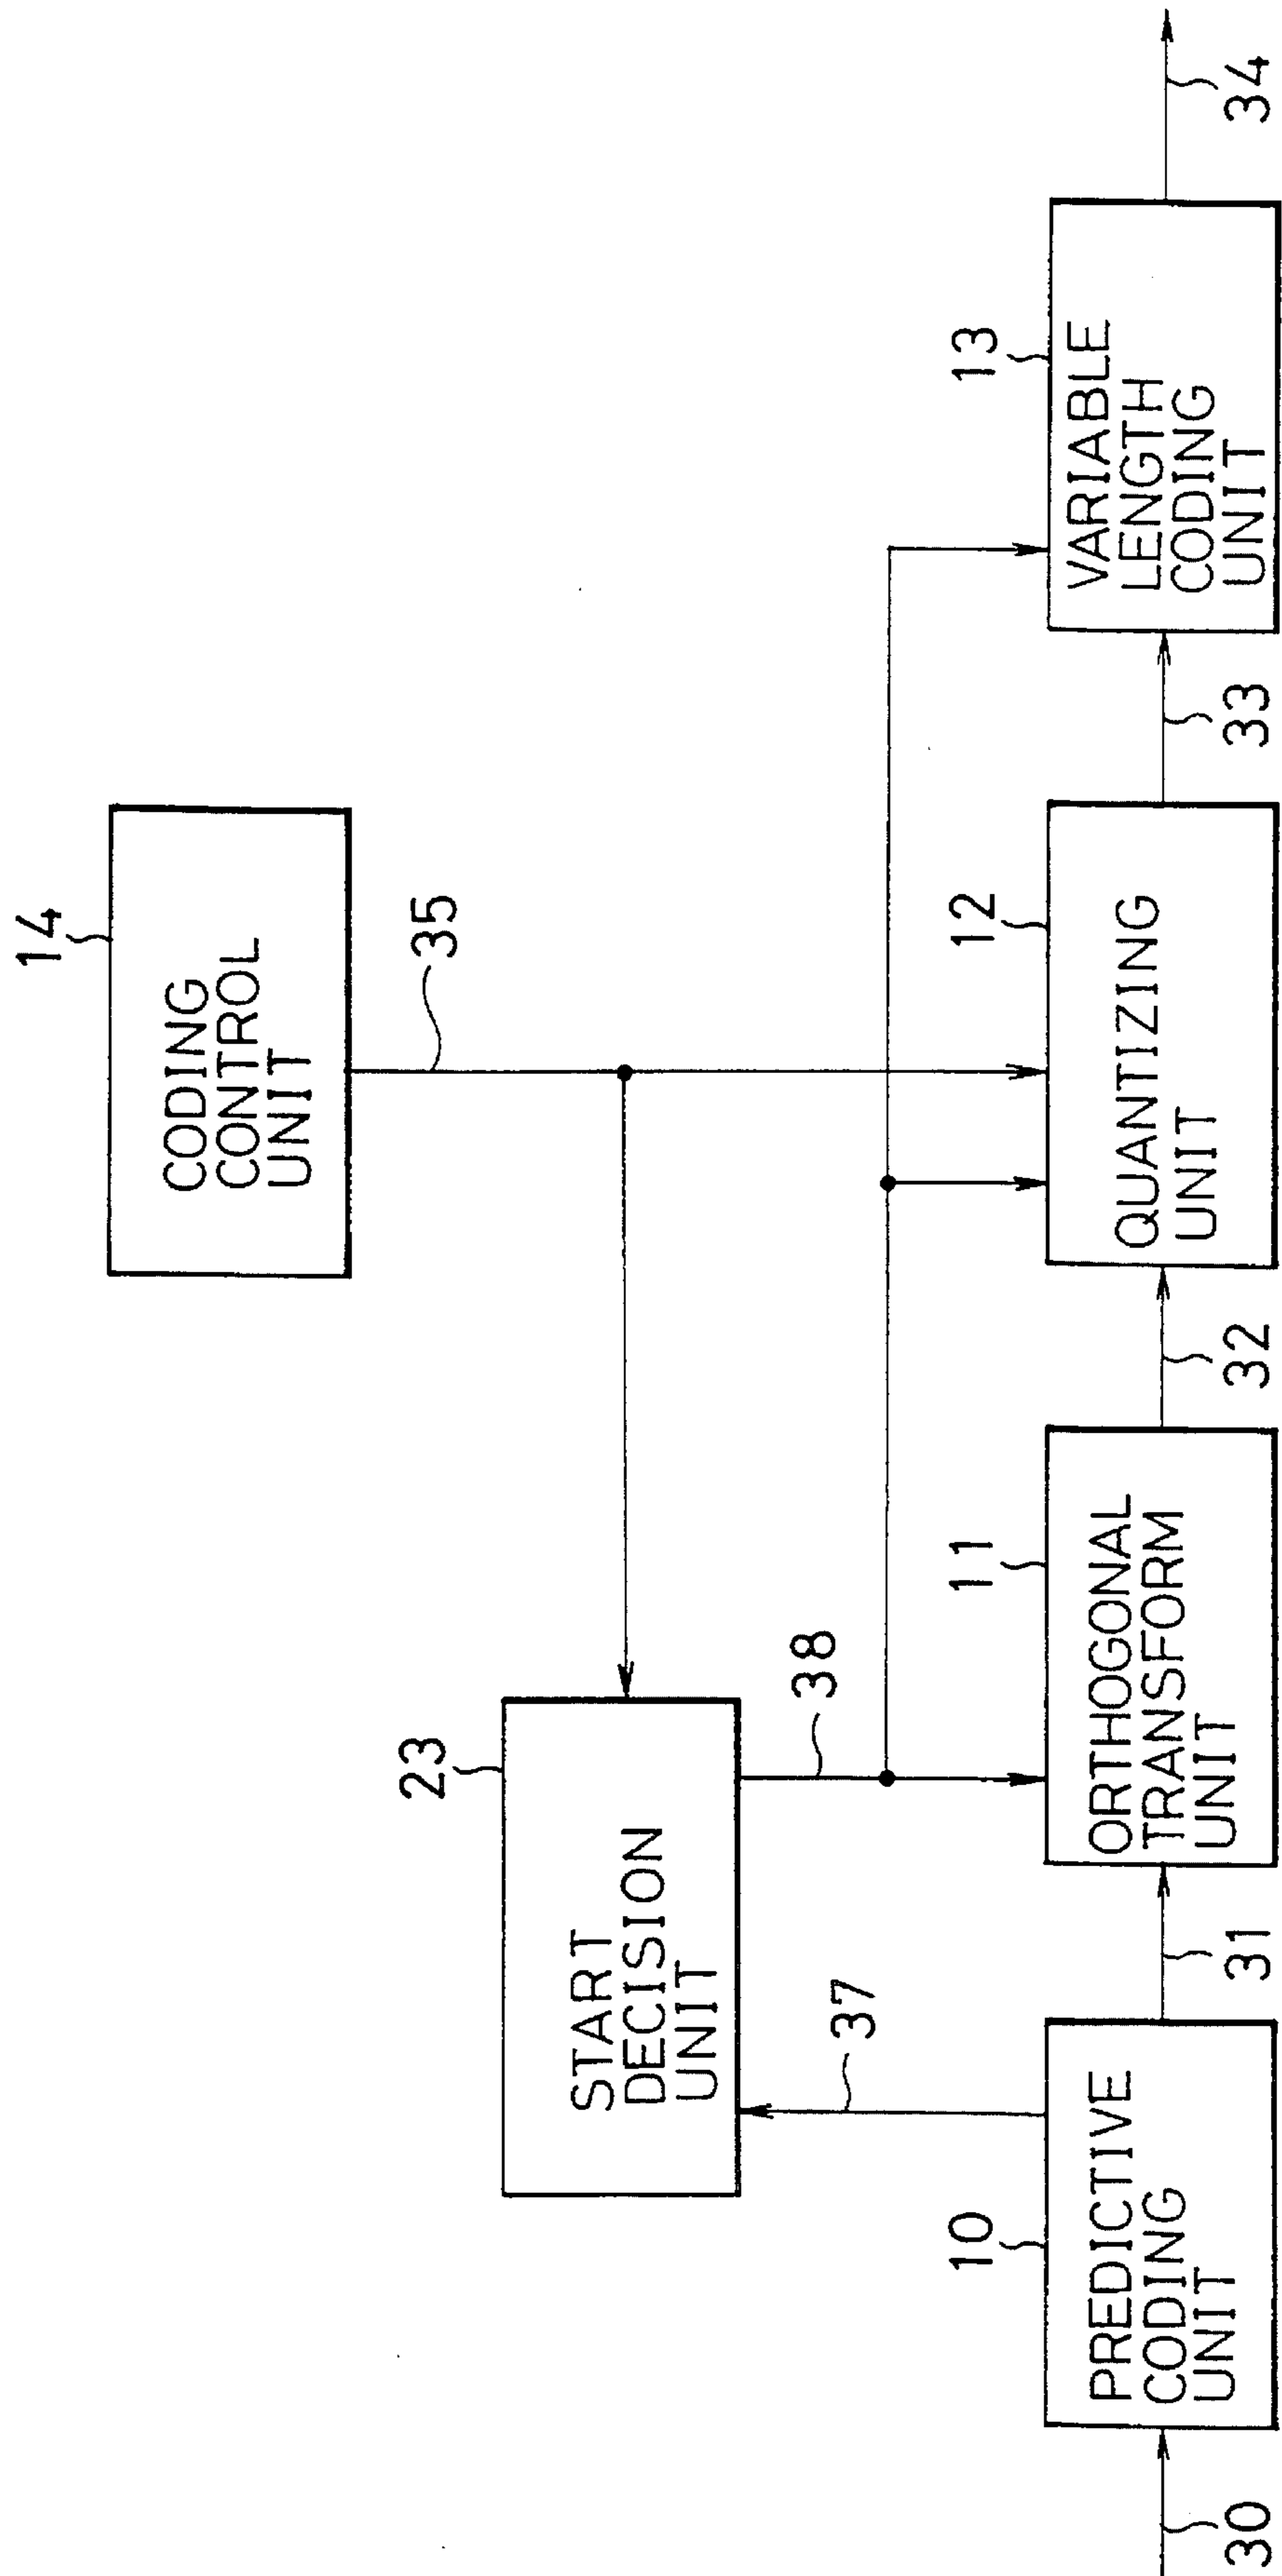 14
CODING
CONTROL
UNIT
35
23
START
DECISION
UNIT
38
37
10
PREDICTIVE
CODING
UNIT
11
ORTHOGONAL
TRANSFORM
UNIT
12
QUANTIZING
UNIT
13
VARIABLE
LENGTH
CODING
UNIT
30
31
32
33
34